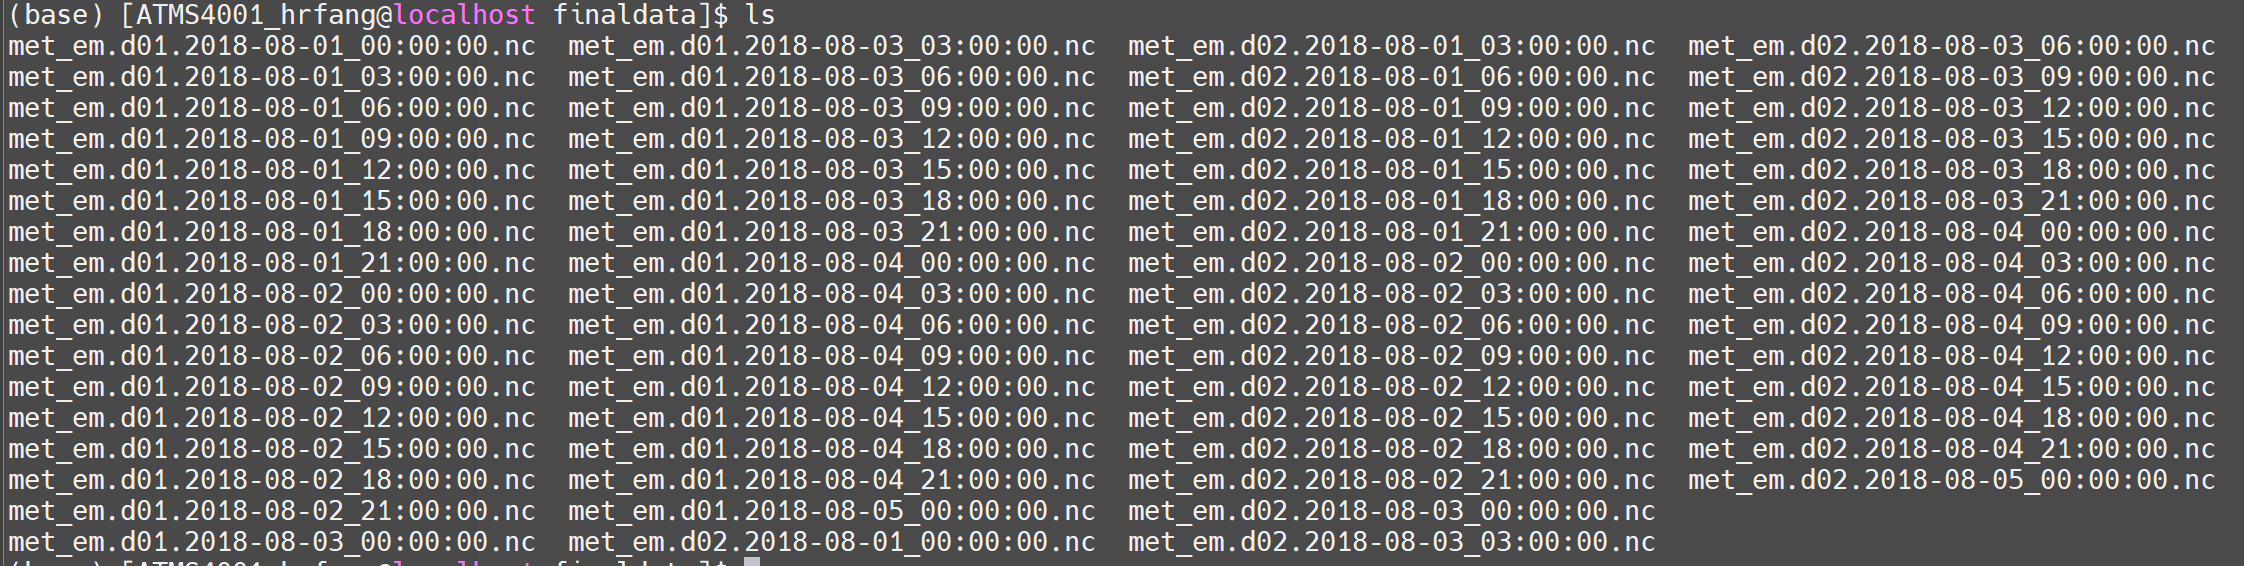 (base) [ATMS4001_hrfang@localhost finaldata]$ ls
met_em.d01.2018-08-01_00:00:00.nc  met_em.d01.2018-08-03_03:00:00.nc  met_em.d02.2018-08-01_03:00:00.nc  met_em.d02.2018-08-03_06:00:00.nc
met_em.d01.2018-08-01_03:00:00.nc  met_em.d01.2018-08-03_06:00:00.nc  met_em.d02.2018-08-01_06:00:00.nc  met_em.d02.2018-08-03_09:00:00.nc
met_em.d01.2018-08-01_06:00:00.nc  met_em.d01.2018-08-03_09:00:00.nc  met_em.d02.2018-08-01_09:00:00.nc  met_em.d02.2018-08-03_12:00:00.nc
met_em.d01.2018-08-01_09:00:00.nc  met_em.d01.2018-08-03_12:00:00.nc  met_em.d02.2018-08-01_12:00:00.nc  met_em.d02.2018-08-03_15:00:00.nc
met_em.d01.2018-08-01_12:00:00.nc  met_em.d01.2018-08-03_15:00:00.nc  met_em.d02.2018-08-01_15:00:00.nc  met_em.d02.2018-08-03_18:00:00.nc
met_em.d01.2018-08-01_15:00:00.nc  met_em.d01.2018-08-03_18:00:00.nc  met_em.d02.2018-08-01_18:00:00.nc  met_em.d02.2018-08-03_21:00:00.nc
met_em.d01.2018-08-01_18:00:00.nc  met_em.d01.2018-08-03_21:00:00.nc  met_em.d02.2018-08-01_21:00:00.nc  met_em.d02.2018-08-04_00:00:00.nc
met_em.d01.2018-08-01_21:00:00.nc  met_em.d01.2018-08-04_00:00:00.nc  met_em.d02.2018-08-02_00:00:00.nc  met_em.d02.2018-08-04_03:00:00.nc
met_em.d01.2018-08-02_00:00:00.nc  met_em.d01.2018-08-04_03:00:00.nc  met_em.d02.2018-08-02_03:00:00.nc  met_em.d02.2018-08-04_06:00:00.nc
met_em.d01.2018-08-02_03:00:00.nc  met_em.d01.2018-08-04_06:00:00.nc  met_em.d02.2018-08-02_06:00:00.nc  met_em.d02.2018-08-04_09:00:00.nc
met_em.d01.2018-08-02_06:00:00.nc  met_em.d01.2018-08-04_09:00:00.nc  met_em.d02.2018-08-02_09:00:00.nc  met_em.d02.2018-08-04_12:00:00.nc
met_em.d01.2018-08-02_09:00:00.nc  met_em.d01.2018-08-04_12:00:00.nc  met_em.d02.2018-08-02_12:00:00.nc  met_em.d02.2018-08-04_15:00:00.nc
met_em.d01.2018-08-02_12:00:00.nc  met_em.d01.2018-08-04_15:00:00.nc  met_em.d02.2018-08-02_15:00:00.nc  met_em.d02.2018-08-04_18:00:00.nc
met_em.d01.2018-08-02_15:00:00.nc  met_em.d01.2018-08-04_18:00:00.nc  met_em.d02.2018-08-02_18:00:00.nc  met_em.d02.2018-08-04_21:00:00.nc
met_em.d01.2018-08-02_18:00:00.nc  met_em.d01.2018-08-04_21:00:00.nc  met_em.d02.2018-08-02_21:00:00.nc  met_em.d02.2018-08-05_00:00:00.nc
met_em.d01.2018-08-02_21:00:00.nc  met_em.d01.2018-08-05_00:00:00.nc  met_em.d02.2018-08-03_00:00:00.nc
met_em.d01.2018-08-03_00:00:00.nc  met_em.d02.2018-08-01_00:00:00.nc  met_em.d02.2018-08-03_03:00:00.nc
(base) [ATMS4001_hrfang@localhost finaldata]$